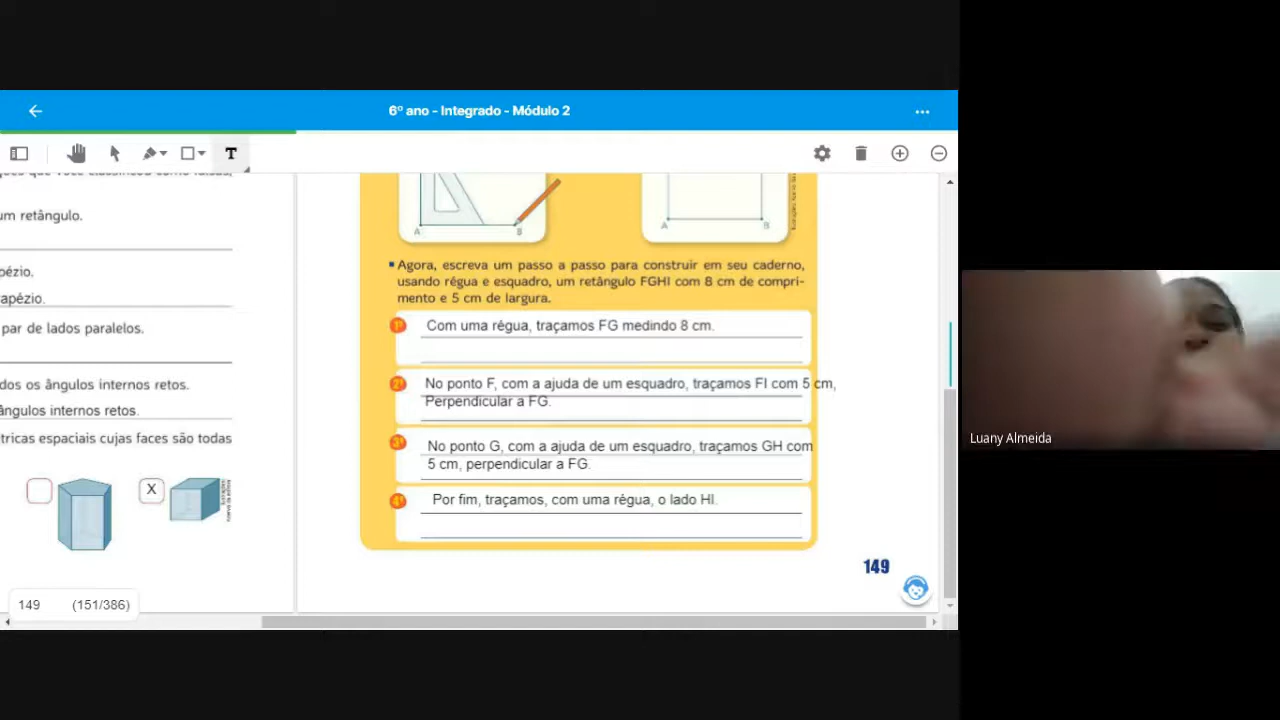 6º ano - Integrado - Módulo 2
T
um retângulo.
pézio.
apézio.
par de lados paralelos.
dos os ângulos internos retos.
ângulos internos retos.
tricas espaciais cujas faces são todas
X
A
B
A
B
Agora, escreva um passo a passo para construir em seu caderno,
usando régua e esquadro, um retângulo FGHI com 8 cm de compri-
mento e 5 cm de largura.
1º
Com uma régua, traçamos FG medindo 8 cm.
2º
No ponto F, com a ajuda de um esquadro, traçamos FI com 5 cm,
Perpendicular a FG.
3º
No ponto G, com a ajuda de um esquadro, traçamos GH com
5 cm, perpendicular a FG.
4º
Por fim, traçamos, com uma régua, o lado HI.
149
149 (151/386)
Luany Almeida